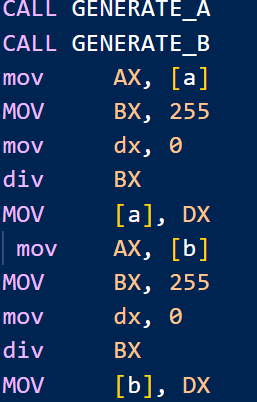 CALL GENERATE_A
CALL GENERATE_B
mov     AX, [a]
MOV     BX, 255
mov     dx, 0
div     BX
MOV     [a], DX
 mov    AX, [b]
MOV     BX, 255
mov     dx, 0
div     BX
MOV     [b], DX